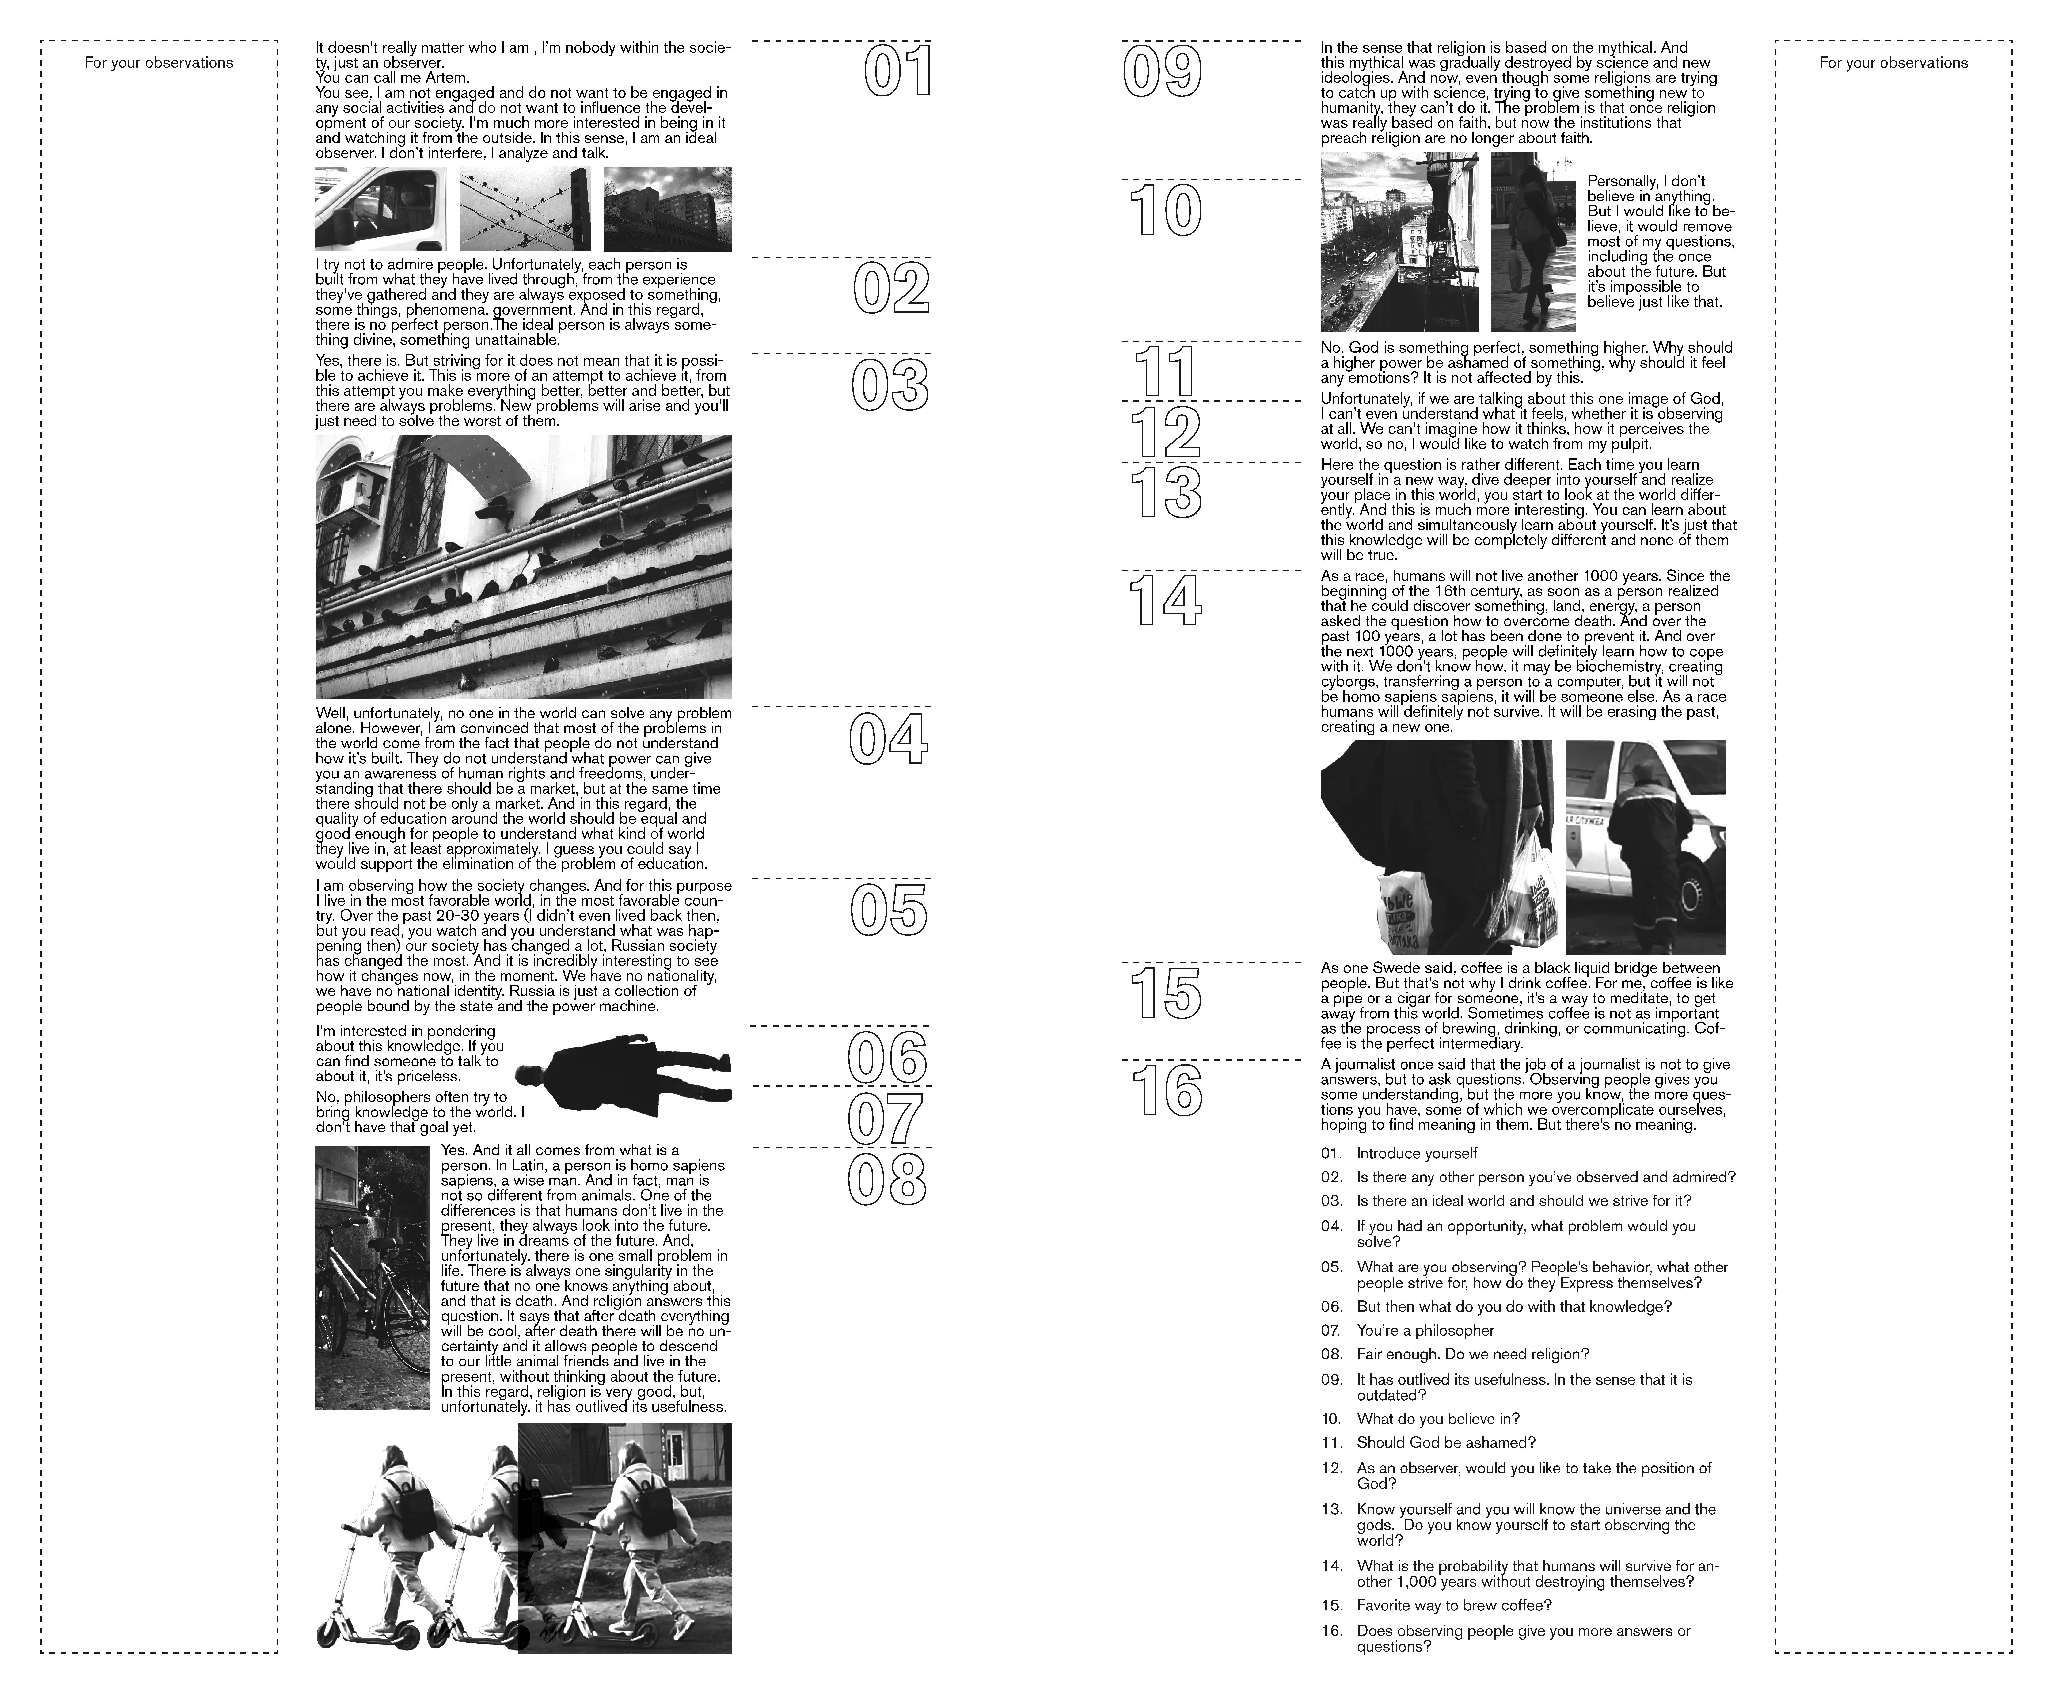 For your observations
It doesn't really matter who I am , I'm nobody within the socie-
ty, just an observer.
You can call me Artem.
You see, I am not engaged and do not want to be engaged in
any social activities and do not want to influence the devel-
opment of our society. I'm much more interested in being in it
and watching it from the outside. In this sense, I am an ideal
observer. I don't interfere, I analyze and talk.
01
I try not to admire people. Unfortunately, each person is
built from what they have lived through, from the experience
they've gathered and they are always exposed to something,
some things, phenomena, government. And in this regard,
there is no perfect person.The ideal person is always some-
thing divine, something unattainable.
02
Yes, there is. But striving for it does not mean that it is possi-
ble to achieve it. This is more of an attempt to achieve it, from
this attempt you make everything better, better and better, but
there are always problems. New problems will arise and you'll
just need to solve the worst of them.
03
Well, unfortunately, no one in the world can solve any problem
alone. However, I am convinced that most of the problems in
the world come from the fact that people do not understand
how it's built. They do not understand what power can give
you an awareness of human rights and freedoms, under-
standing that there should be a market, but at the same time
there should not be only a market. And in this regard, the
quality of education around the world should be equal and
good enough for people to understand what kind of world
they live in, at least approximately. I guess you could say I
would support the elimination of the problem of education.
04
I am observing how the society changes. And for this purpose
I live in the most favorable world, in the most favorable coun-
try. Over the past 20-30 years (I didn't even lived back then,
but you read, you watch and you understand what was hap-
pening then) our society has changed a lot, Russian society
has changed the most. And it is incredibly interesting to see
how it changes now, in the moment. We have no nationality,
we have no national identity. Russia is just a collection of
people bound by the state and the power machine.
05
I'm interested in pondering
about this knowledge. If you
can find someone to talk to
about it, it's priceless.
06
No, philosophers often try to
bring knowledge to the world. I
don't have that goal yet.
07
Yes. And it all comes from what is a
person. In Latin, a person is homo sapiens
sapiens, a wise man. And in fact, man is
not so different from animals. One of the
differences is that humans don't live in the
present, they always look into the future.
They live in dreams of the future. And,
unfortunately, there is one small problem in
life. There is always one singularity in the
future that no one knows anything about,
and that is death. And religion answers this
question. It says that after death everything
will be cool, after death there will be no un-
certainty and it allows people to descend
to our little animal friends and live in the
present, without thinking about the future.
In this regard, religion is very good, but,
unfortunately, it has outlived its usefulness.
08
09
In the sense that religion is based on the mythical. And
this mythical was gradually destroyed by science and new
ideologies. And now, even though some religions are trying
to catch up with science, trying to give something new to
humanity, they can't do it. The problem is that once religion
was really based on faith, but now the institutions that
preach religion are no longer about faith.
10
Personally, I don't
believe in anything.
But I would like to be-
lieve, it would remove
most of my questions,
including the once
about the future. But
it's impossible to
believe just like that.
11
No. God is something perfect, something higher. Why should
a higher power be ashamed of something, why should it feel
any emotions? It is not affected by this.
12
Unfortunately, if we are talking about this one image of God,
I can't even understand what it feels, whether it is observing
at all. We can't imagine how it thinks, how it perceives the
world, so no, I would like to watch from my pulpit.
13
Here the question is rather different. Each time you learn
yourself in a new way, dive deeper into yourself and realize
your place in this world, you start to look at the world differ-
ently. And this is much more interesting. You can learn about
the world and simultaneously learn about yourself. It's just that
this knowledge will be completely different and none of them
will be true.
14
As a race, humans will not live another 1000 years. Since the
beginning of the 16th century, as soon as a person realized
that he could discover something, land, energy, a person
asked the question how to overcome death. And over the
past 100 years, a lot has been done to prevent it. And over
the next 1000 years, people will definitely learn how to cope
with it. We don't know how, it may be biochemistry, creating
cyborgs, transferring a person to a computer, but it will not
be homo sapiens sapiens, it will be someone else. As a race
humans will definitely not survive. It will be erasing the past,
creating a new one.
15
As one Swede said, coffee is a black liquid bridge between
people. But that's not why I drink coffee. For me, coffee is like
a pipe or a cigar for someone, it's a way to meditate, to get
away from this world. Sometimes coffee is not as important
as the process of brewing, drinking, or communicating. Cof-
fee is the perfect intermediary.
16
A journalist once said that the job of a journalist is not to give
answers, but to ask questions. Observing people gives you
some understanding, but the more you know, the more ques-
tions you have, some of which we overcomplicate ourselves,
hoping to find meaning in them. But there's no meaning.
01. Introduce yourself
02. Is there any other person you've observed and admired?
03. Is there an ideal world and should we strive for it?
04. If you had an opportunity, what problem would you
solve?
05. What are you observing? People's behavior, what other
people strive for, how do they Express themselves?
06. But then what do you do with that knowledge?
07. You're a philosopher
08. Fair enough. Do we need religion?
09. It has outlived its usefulness. In the sense that it is
outdated?
10. What do you believe in?
11. Should God be ashamed?
12. As an observer, would you like to take the position of
God?
13. Know yourself and you will know the universe and the
gods.  Do you know yourself to start observing the
world?
14. What is the probability that humans will survive for an-
other 1,000 years without destroying themselves?
15. Favorite way to brew coffee?
16. Does observing people give you more answers or
questions?
For your observations